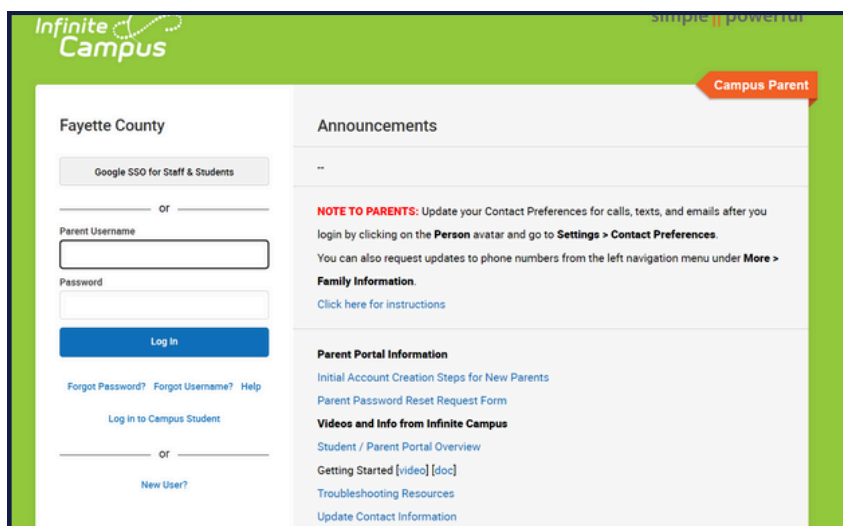 Infinite
Campus
simple || powerful
Campus Parent
Fayette County
Google SSO for Staff & Students
or
Parent Username
Password
Log In
Forgot Password? Forgot Username? Help
Log in to Campus Student
or
New User?
Announcements
--
NOTE TO PARENTS: Update your Contact Preferences for calls, texts, and emails after you
login by clicking on the Person avatar and go to Settings > Contact Preferences.
You can also request updates to phone numbers from the left navigation menu under More >
Family Information.
Click here for instructions
Parent Portal Information
Initial Account Creation Steps for New Parents
Parent Password Reset Request Form
Videos and Info from Infinite Campus
Student / Parent Portal Overview
Getting Started [video] [doc]
Troubleshooting Resources
Update Contact Information